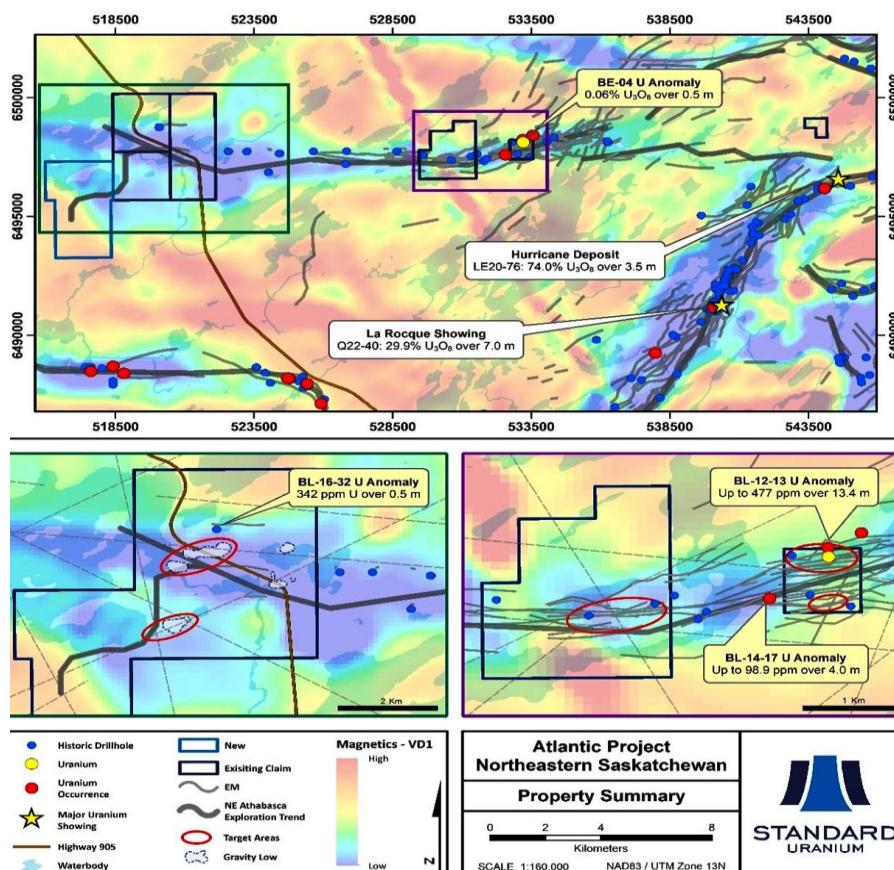 518500 523500 528500 533500 538500 543500
6500000
6495000
6490000
BE-04 U Anomaly
0.06% U₃O₈ over 0.5 m
Hurricane Deposit
LE20-76: 74.0% U₃O₈ over 3.5 m
La Rocque Showing
Q22-40: 29.9% U₃O₈ over 7.0 m
518500 523500 528500 533500 538500 543500
BL-16-32 U Anomaly
342 ppm U over 0.5 m
2 Km
BL-12-13 U Anomaly
Up to 477 ppm over 13.4 m
BL-14-17 U Anomaly
Up to 98.9 ppm over 4.0 m
1 Km
Historic Drillhole
Uranium
Uranium
Occurrence
Major Uranium
Showing
Highway 905
Waterbody
New
Exisiting Claim
EM
NE Athabasca
Exploration Trend
Target Areas
Gravity Low
Magnetics - VD1
High
Low
N
Atlantic Project
Northeastern Saskatchewan
Property Summary
0 2 4 8
Kilometers
SCALE 1:160,000 NAD83 / UTM Zone 13N
STANDARD
URANIUM